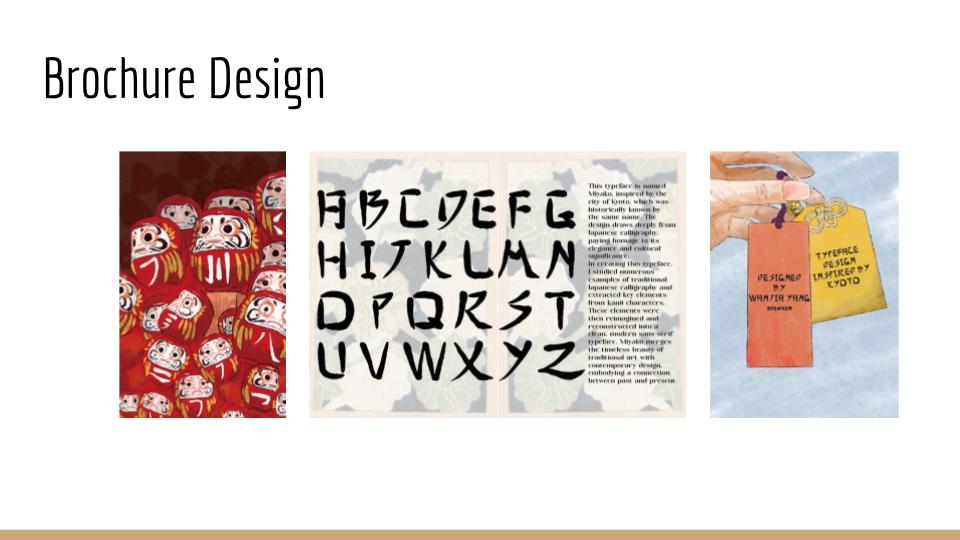 Brochure Design
ABCDEFG
HIJKLMN
OPQRST
UVWXYZ
This typeface is named
Miyako, inspired by the
city of Kyoto, which was
historically known by
the same name. The
design draws deeply from
Japanese calligraphy,
paying homage to its
elegance and cultural
significance.
In creating this typeface,
I studied numerous
examples of traditional
Japanese calligraphy and
extracted key elements
from kanji characters.
These elements were
then reimagined and
reconstructed into a
clean, modern sans-serif
typeface. Miyako merges
the timeless beauty of
traditional art with
contemporary design,
embodying a connection
between past and present.
DESIGNED
BY
YANG
TYPEFACE
DESIGN
INSPIRED BY
KYOTO